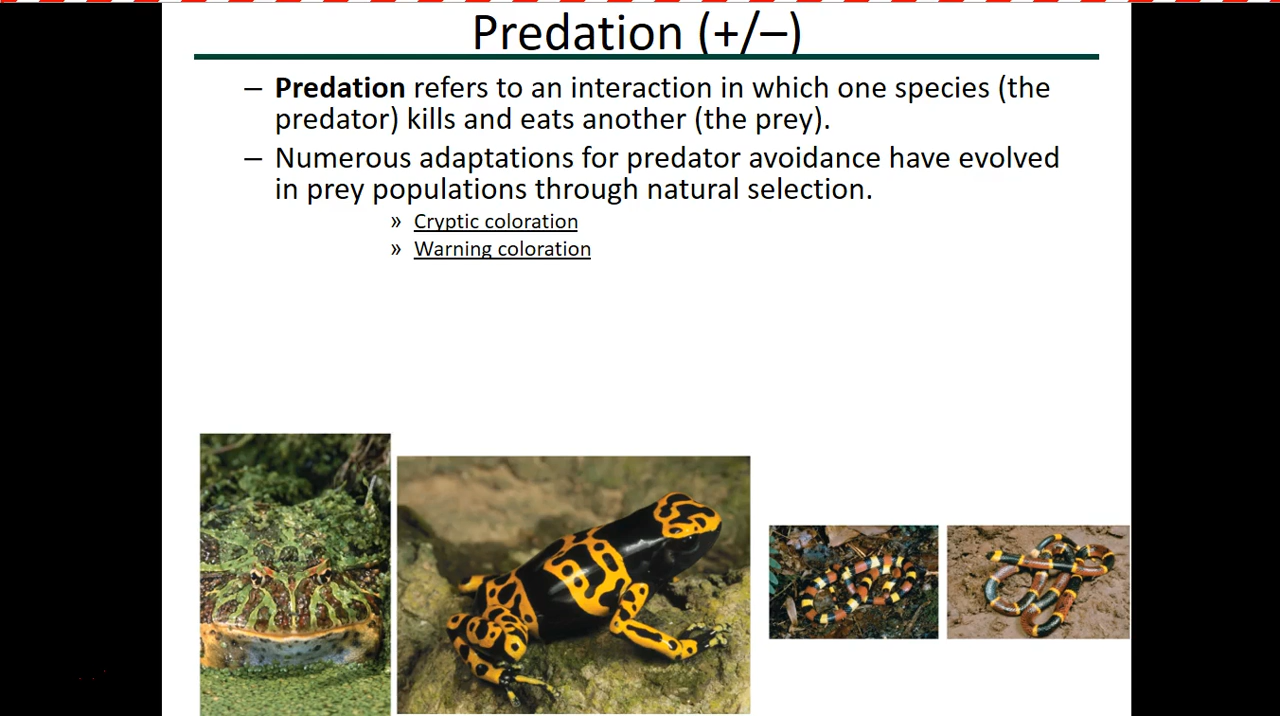 Predation (+/–)
– Predation refers to an interaction in which one species (the
predator) kills and eats another (the prey).
– Numerous adaptations for predator avoidance have evolved
in prey populations through natural selection.
» Cryptic coloration
» Warning coloration